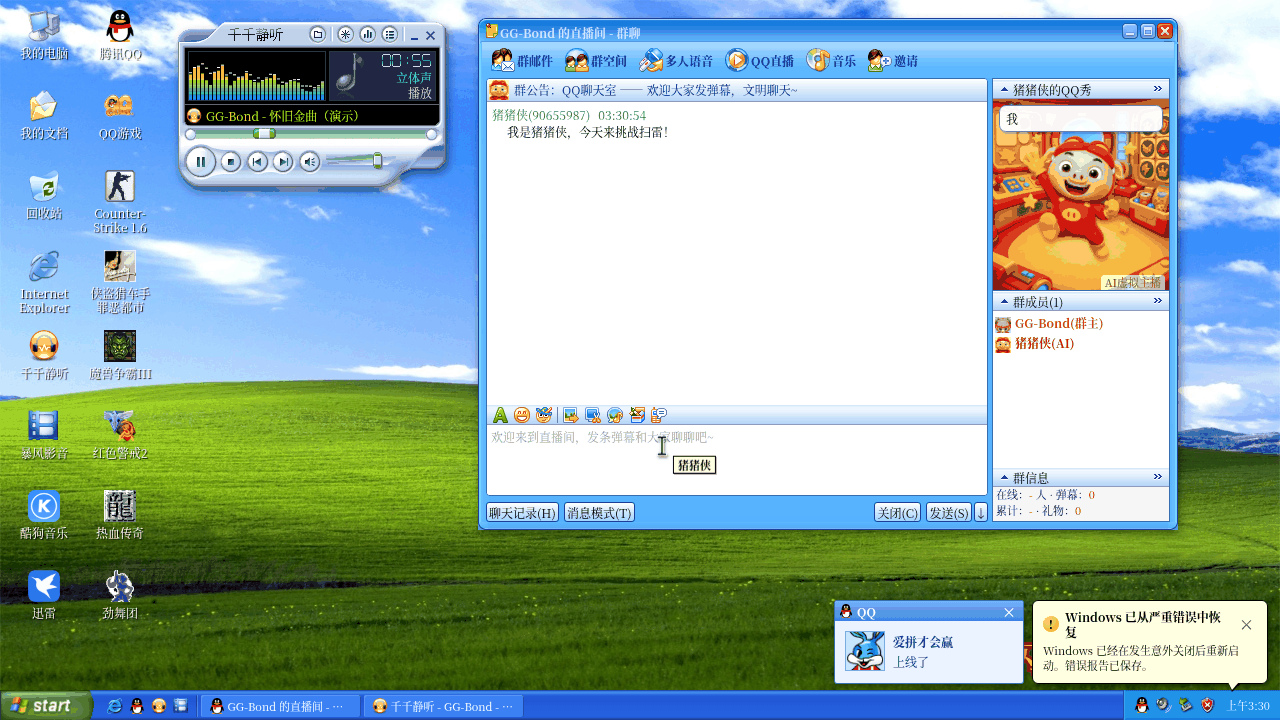 我的电脑
腾讯QQ
我的文档
QQ游戏
回收站
Counter-
Strike 1.6
Internet
Explorer
侠盗猎车手
罪恶都市
千千静听
魔兽争霸III
暴风影音
红色警戒2
酷狗音乐
热血传奇
迅雷
劲舞团
千千静听
00:55
立体声
播放
GG-Bond - 怀旧金曲（演示）
GG-Bond 的直播间 - 群聊
群邮件
群空间
多人语音
QQ直播
音乐
邀请
群公告: QQ聊天室 —— 欢迎大家发弹幕，文明聊天~
猪猪侠(90655987) 03:30:54
我是猪猪侠，今天来挑战扫雷！
欢迎来到直播间，发条弹幕和大家聊聊吧~
猪猪侠
聊天记录(H)
消息模式(T)
关闭(C)
发送(S)
↓
猪猪侠的QQ秀
我
AI虚拟主播
群成员(1)
GG-Bond(群主)
猪猪侠(AI)
群信息
在线: - 人 · 弹幕: 0
累计: - · 礼物: 0
QQ
爱拼才会赢
上线了
Windows 已从严重错误中恢
复
Windows 已经在发生意外关闭后重新启
动。错误报告已保存。
start
GG-Bond 的直播间 - ···
千千静听 - GG-Bond - ···
上午3:30